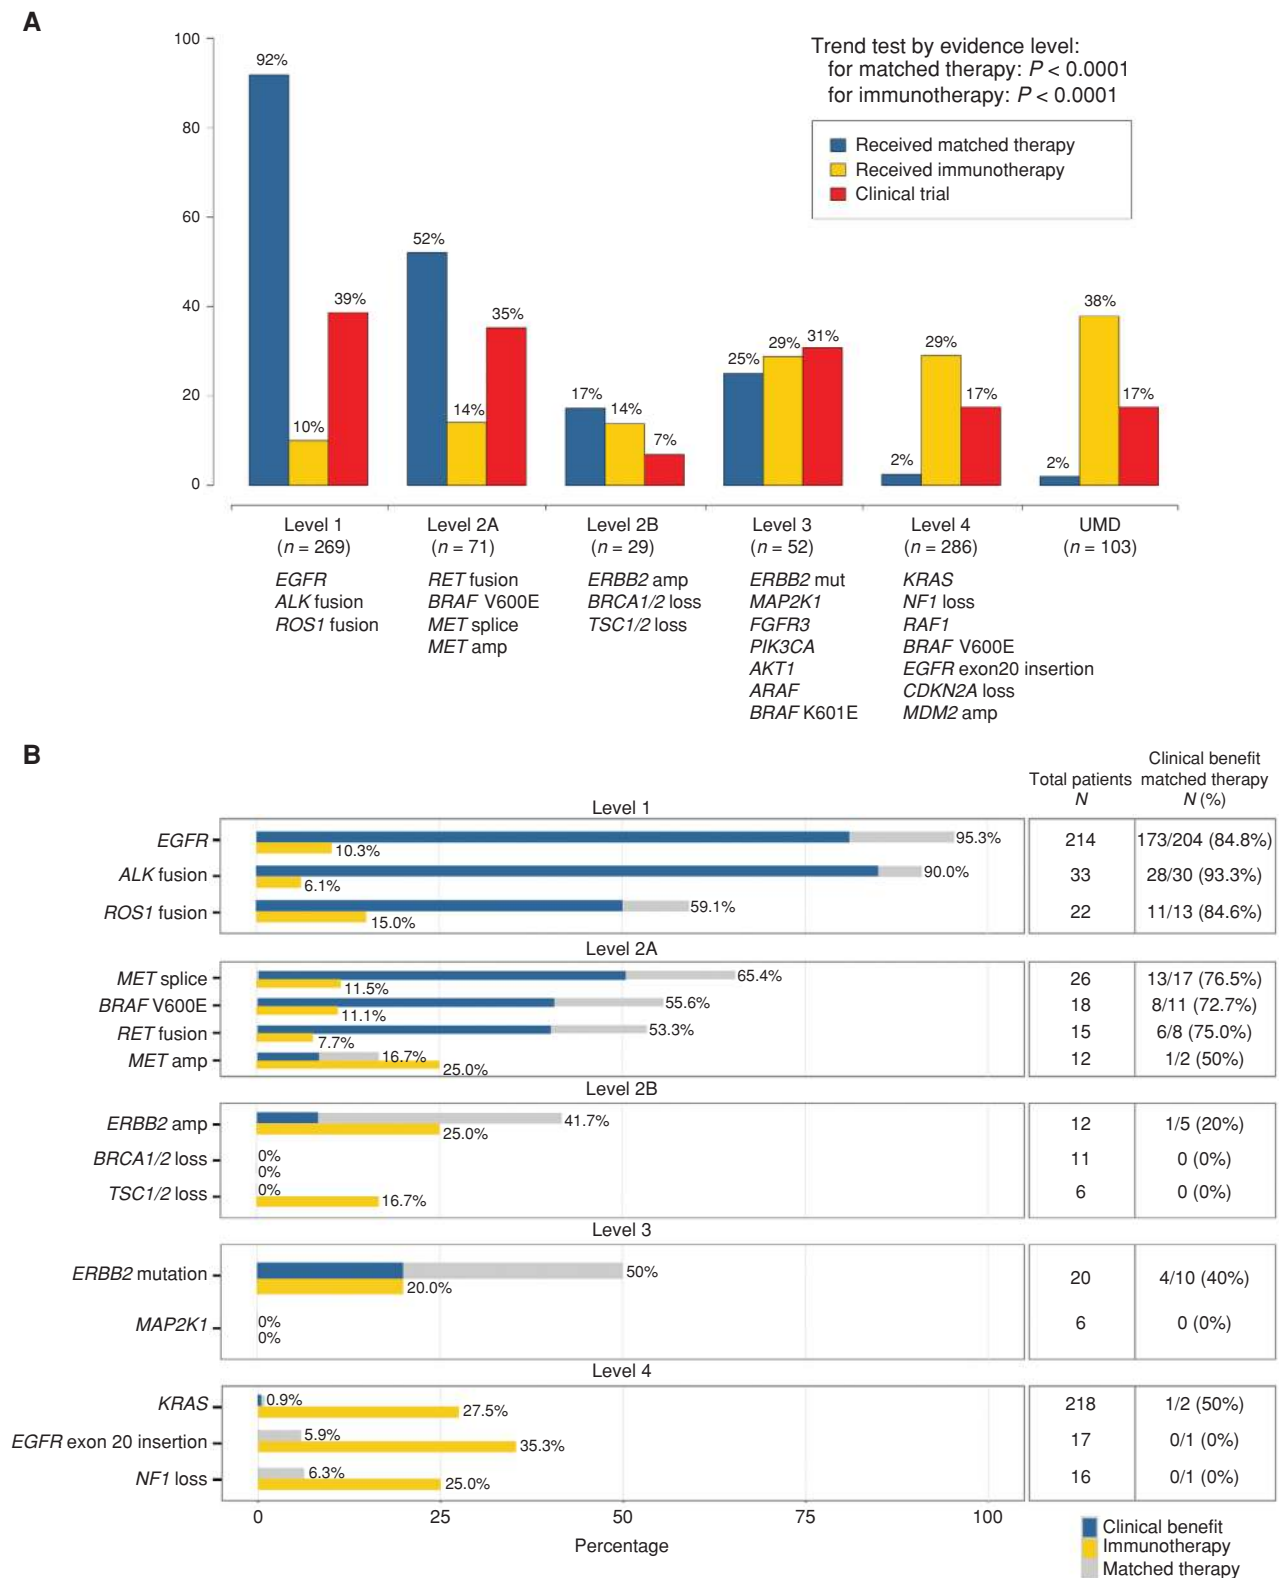 A
Trend test by evidence level:
for matched therapy: P < 0.0001
for immunotherapy: P < 0.0001
Received matched therapy
Received immunotherapy
Clinical trial
100
80
60
40
20
0
92%
10%
39%
52%
14%
35%
17%
14%
7%
25%
29%
31%
2%
29%
17%
2%
38%
17%
Level 1
(n = 269)
EGFR
ALK fusion
ROS1 fusion
Level 2A
(n = 71)
RET fusion
BRAF V600E
MET splice
MET amp
Level 2B
(n = 29)
ERBB2 amp
BRCA1/2 loss
TSC1/2 loss
Level 3
(n = 52)
ERBB2 mut
MAP2K1
FGFR3
PIK3CA
AKT1
ARAF
BRAF K601E
Level 4
(n = 286)
KRAS
NF1 loss
RAF1
BRAF V600E
EGFR exon20 insertion
CDKN2A loss
MDM2 amp
UMD
(n = 103)
B
Total patients
N
Clinical benefit
matched therapy
N (%)
Level 1
EGFR 95.3% 214 173/204 (84.8%)
10.3%
ALK fusion 90.0% 33 28/30 (93.3%)
6.1%
ROS1 fusion 59.1% 22 11/13 (84.6%)
15.0%
Level 2A
MET splice 65.4% 26 13/17 (76.5%)
11.5%
BRAF V600E 55.6% 18 8/11 (72.7%)
11.1%
RET fusion 53.3% 15 6/8 (75.0%)
7.7%
MET amp 16.7% 12 1/2 (50%)
25.0%
Level 2B
ERBB2 amp 41.7% 12 1/5 (20%)
25.0%
BRCA1/2 loss 0% 11 0 (0%)
0%
TSC1/2 loss 0% 6 0 (0%)
16.7%
Level 3
ERBB2 mutation 50% 20 4/10 (40%)
20.0%
MAP2K1 0% 6 0 (0%)
0%
Level 4
KRAS 0.9% 218 1/2 (50%)
27.5%
EGFR exon 20 insertion 5.9% 17 0/1 (0%)
35.3%
NF1 loss 6.3% 16 0/1 (0%)
25.0%
0 25 50 75 100
Percentage
Clinical benefit
Immunotherapy
Matched therapy